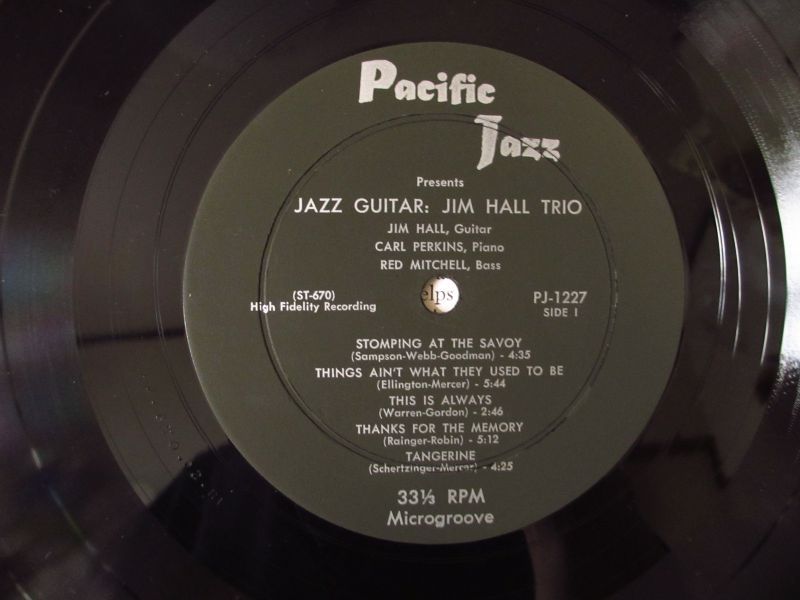 Pacific
Jazz
Presents
JAZZ GUITAR: JIM HALL TRIO
JIM HALL, Guitar
CARL PERKINS, Piano
RED MITCHELL, Bass
(ST-670)
High Fidelity Recording
elps
PJ-1227
SIDE I
STOMPING AT THE SAVOY
(Sampson-Webb-Goodman) - 4:35
THINGS AIN'T WHAT THEY USED TO BE
(Ellington-Mercer) - 5:44
THIS IS ALWAYS
(Warren-Gordon) - 2:46
THANKS FOR THE MEMORY
(Rainger-Robin) - 5:12
TANGERINE
(Schertzinger-Mercer) - 4:25
33⅓ RPM
Microgroove